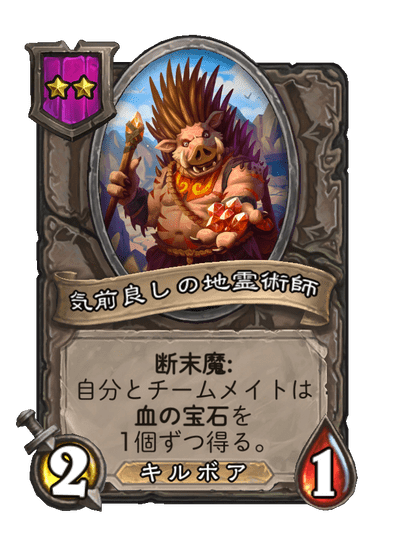 気前良しの地霊術師
断末魔:
自分とチームメイトは
血の宝石を
1個ずつ得る。
キルボア
2
1